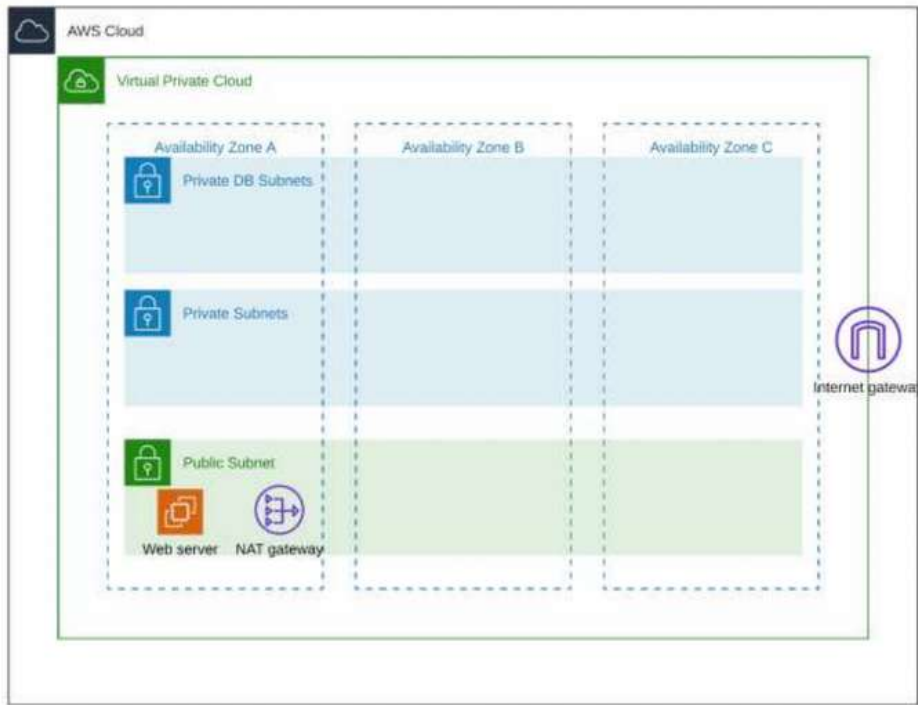 AWS Cloud
Virtual Private Cloud
Availability Zone A
Availability Zone B
Availability Zone C
Private DB Subnets
Private Subnets
Internet gateway
Public Subnet
Web server
NAT gateway